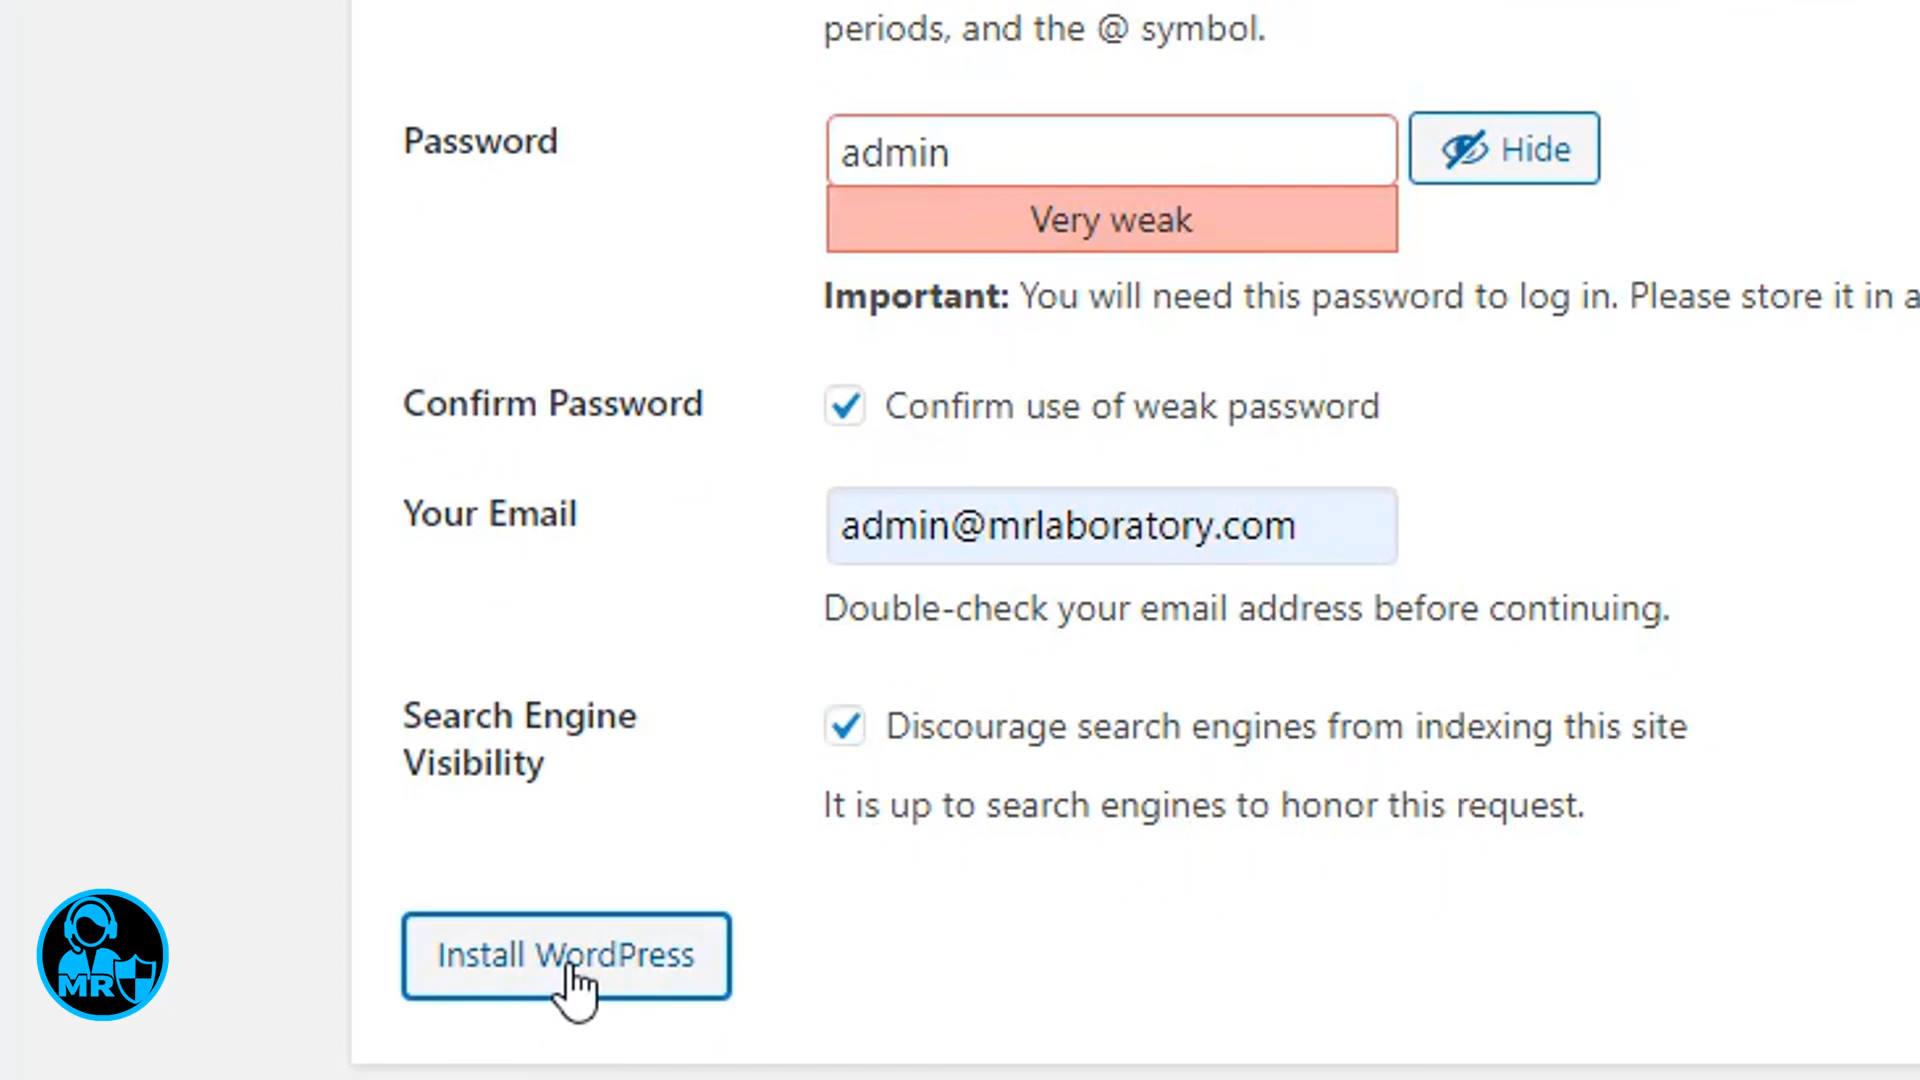 periods, and the @ symbol.
Password
admin
Hide
Very weak
Important: You will need this password to log in. Please store it in a
Confirm Password
Confirm use of weak password
Your Email
admin@mrlaboratory.com
Double-check your email address before continuing.
Search Engine
Visibility
Discourage search engines from indexing this site
It is up to search engines to honor this request.
Install WordPress
MR